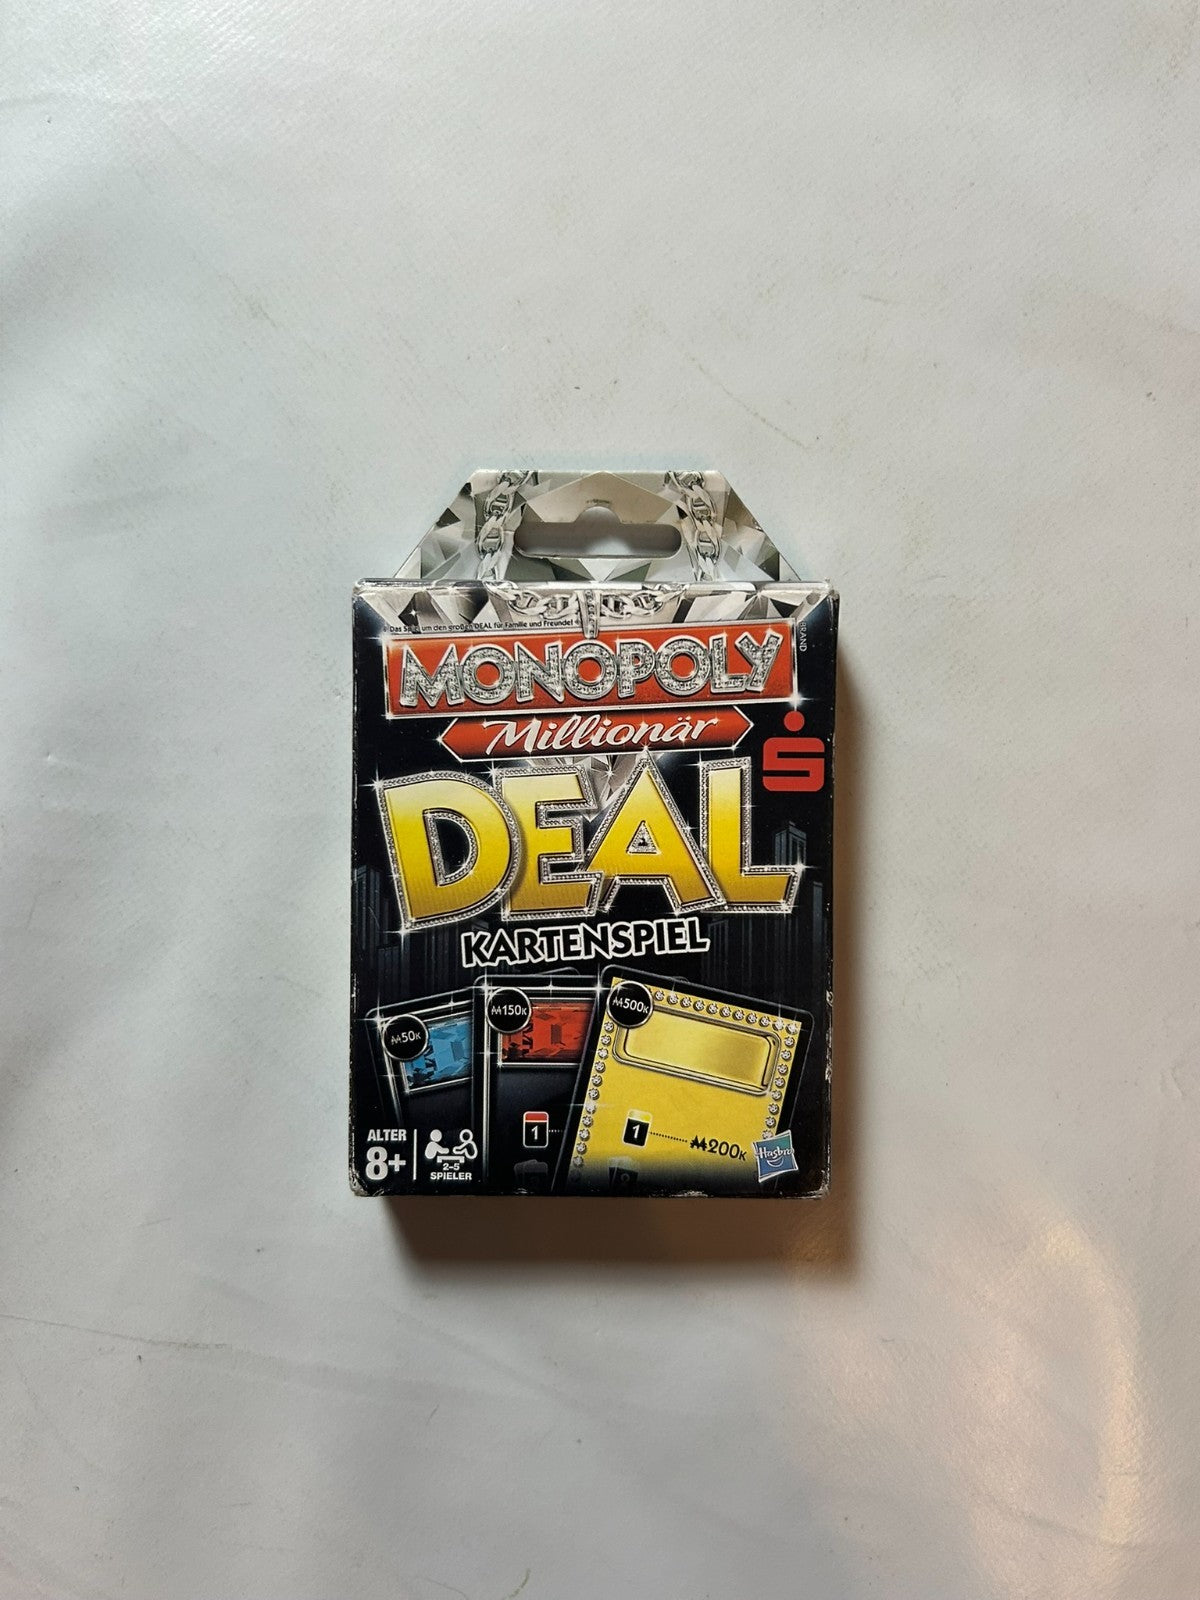 Das Spiel um den großen DEAL für Familie und Freunde!
BRAND
MONOPOLY
Millionär
DEAL
KARTENSPIEL
₩50K
₩150K
₩500K
1
1
₩200K
ALTER
8+
2-5
SPIELER
Hasbro